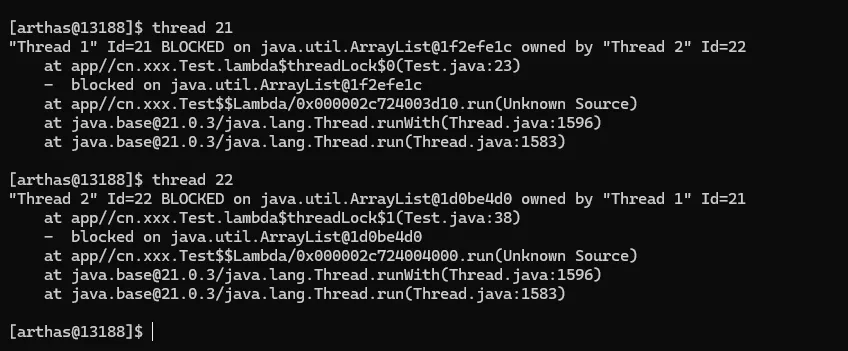 [arthas@13188]$ thread 21
"Thread 1" Id=21 BLOCKED on java.util.ArrayList@1f2efe1c owned by "Thread 2" Id=22
    at app//cn.xxx.Test.lambda$threadLock$0(Test.java:23)
    -  blocked on java.util.ArrayList@1f2efe1c
    at app//cn.xxx.Test$$Lambda/0x000002c724003d10.run(Unknown Source)
    at java.base@21.0.3/java.lang.Thread.runWith(Thread.java:1596)
    at java.base@21.0.3/java.lang.Thread.run(Thread.java:1583)
[arthas@13188]$ thread 22
"Thread 2" Id=22 BLOCKED on java.util.ArrayList@1d0be4d0 owned by "Thread 1" Id=21
    at app//cn.xxx.Test.lambda$threadLock$1(Test.java:38)
    -  blocked on java.util.ArrayList@1d0be4d0
    at app//cn.xxx.Test$$Lambda/0x000002c724004000.run(Unknown Source)
    at java.base@21.0.3/java.lang.Thread.runWith(Thread.java:1596)
    at java.base@21.0.3/java.lang.Thread.run(Thread.java:1583)
[arthas@13188]$